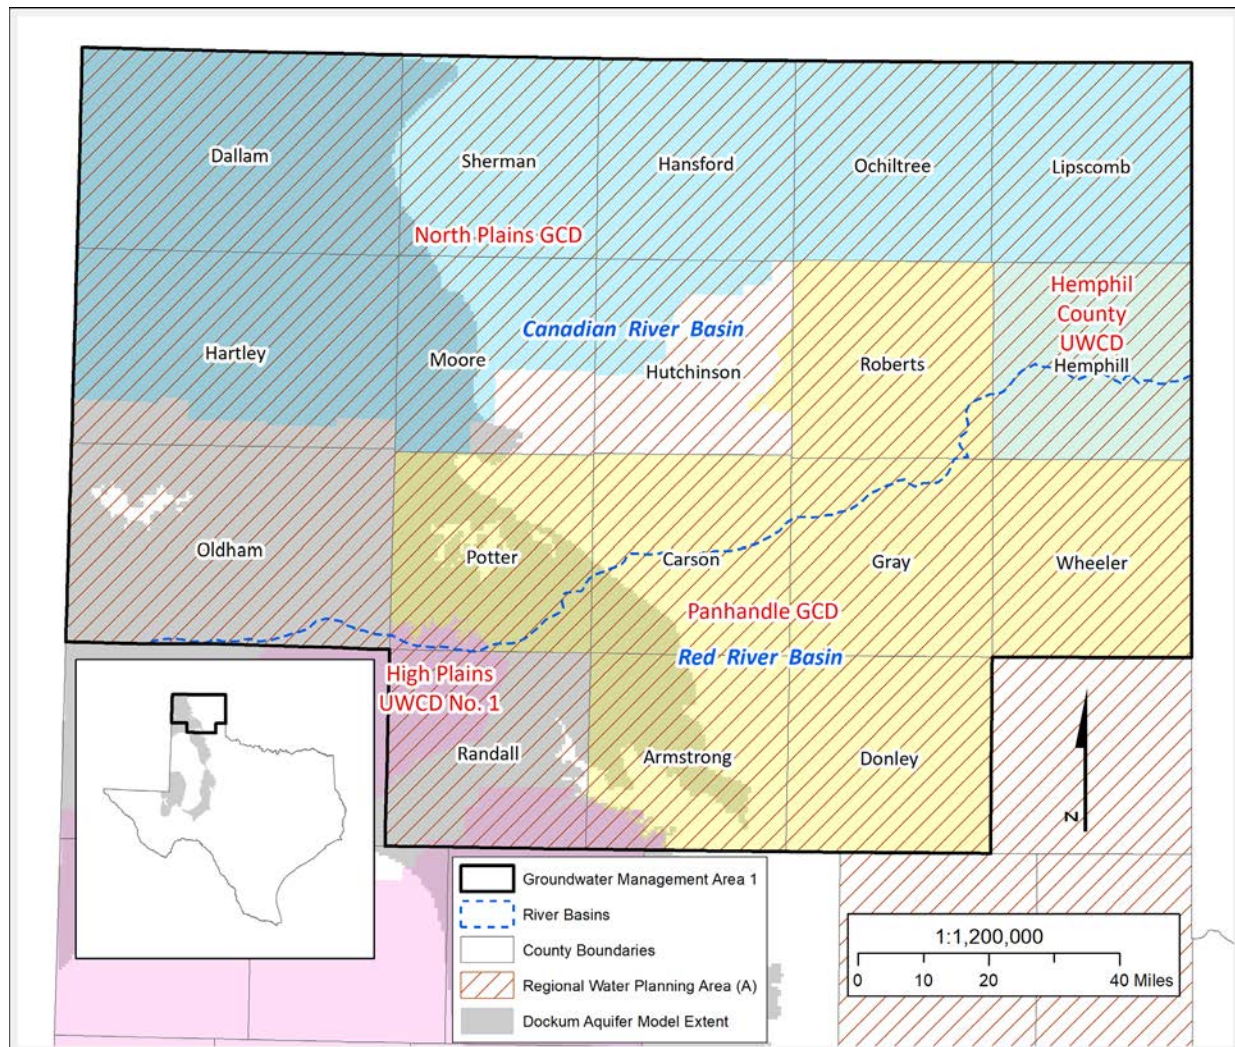 Dallam
Sherman
Hansford
Ochiltree
Lipscomb
North Plains GCD
Hemphil
County
UWCD
Hemphill
Canadian River Basin
Hartley
Moore
Hutchinson
Roberts
Oldham
Potter
Carson
Gray
Wheeler
Panhandle GCD
Red River Basin
High Plains
UWCD No. 1
Randall
Armstrong
Donley
N
Groundwater Management Area 1
River Basins
County Boundaries
Regional Water Planning Area (A)
Dockum Aquifer Model Extent
1:1,200,000
0 10 20 40 Miles